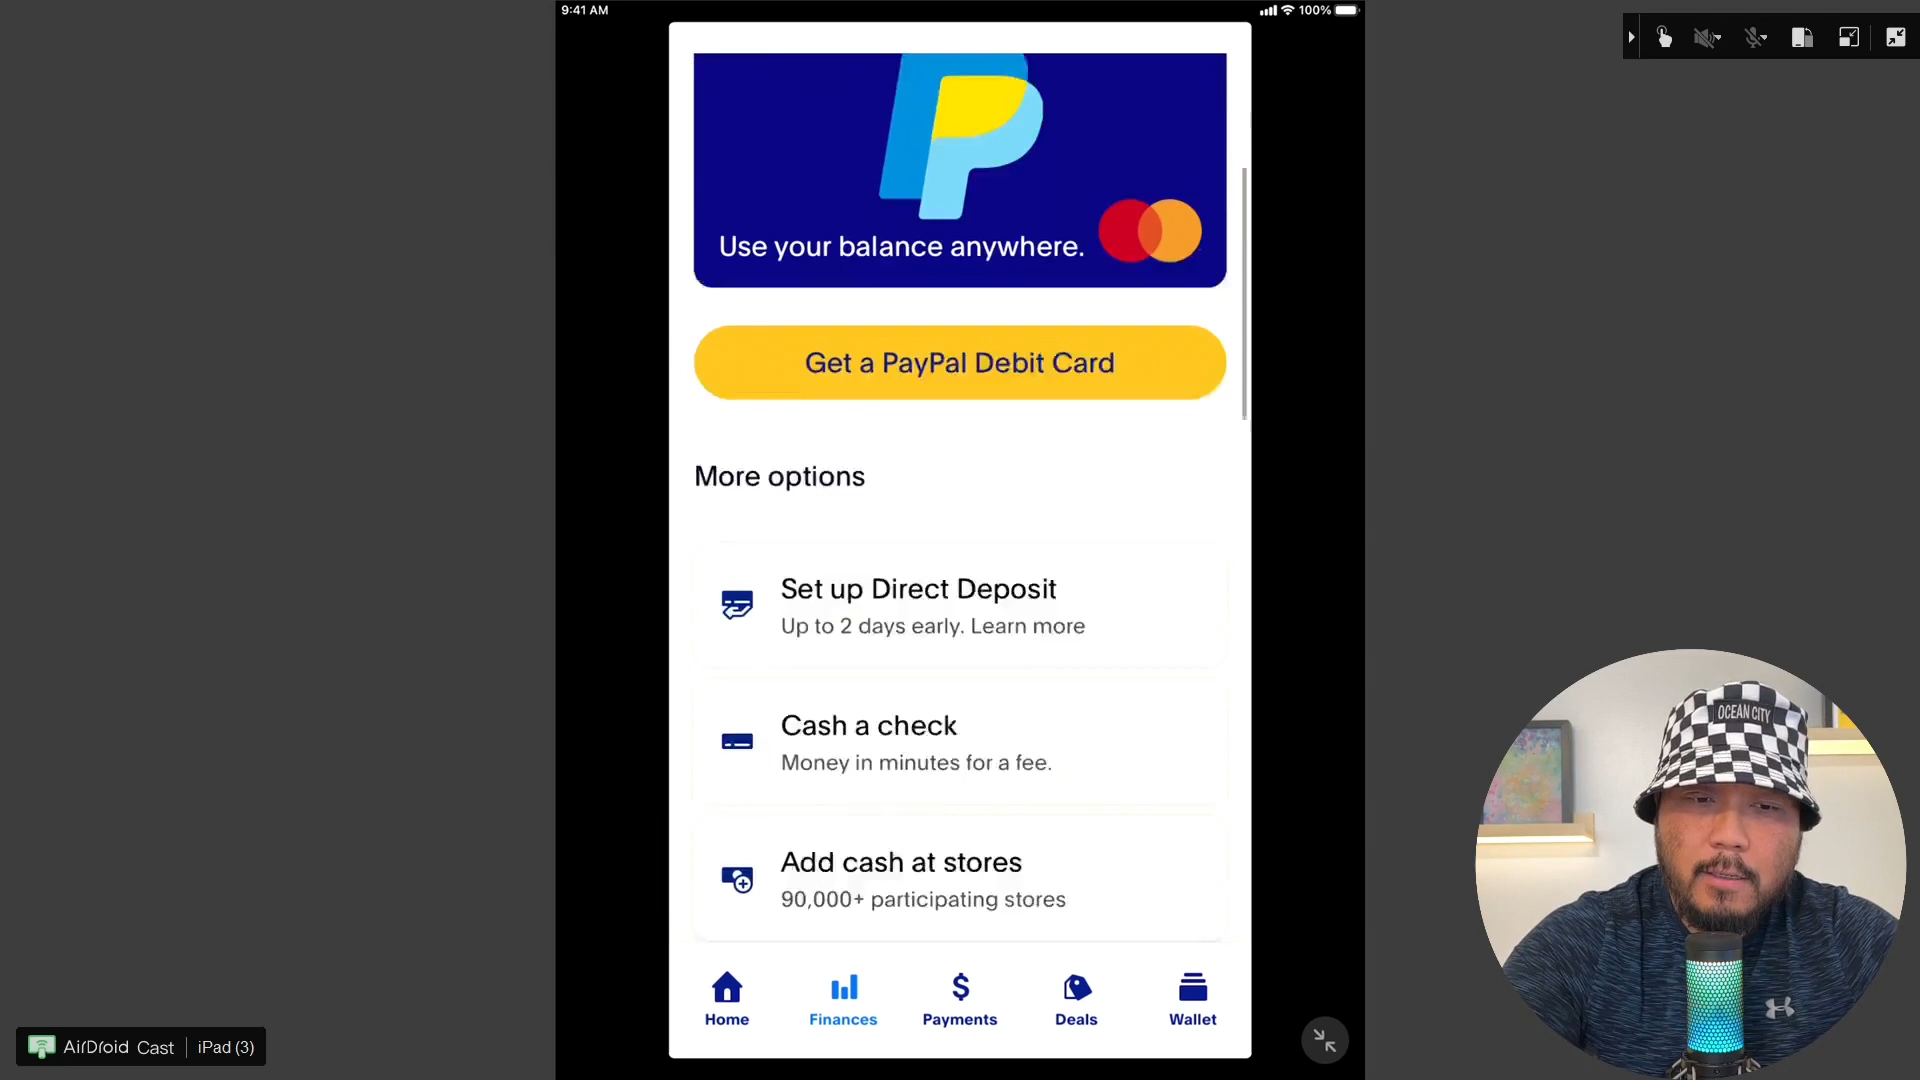 9:41 AM
100%
Use your balance anywhere.
Get a PayPal Debit Card
More options
Set up Direct Deposit
Up to 2 days early. Learn more
Cash a check
Money in minutes for a fee.
Add cash at stores
90,000+ participating stores
Home
Finances
Payments
Deals
Wallet
AirDroid Cast
iPad (3)
OCEAN CITY